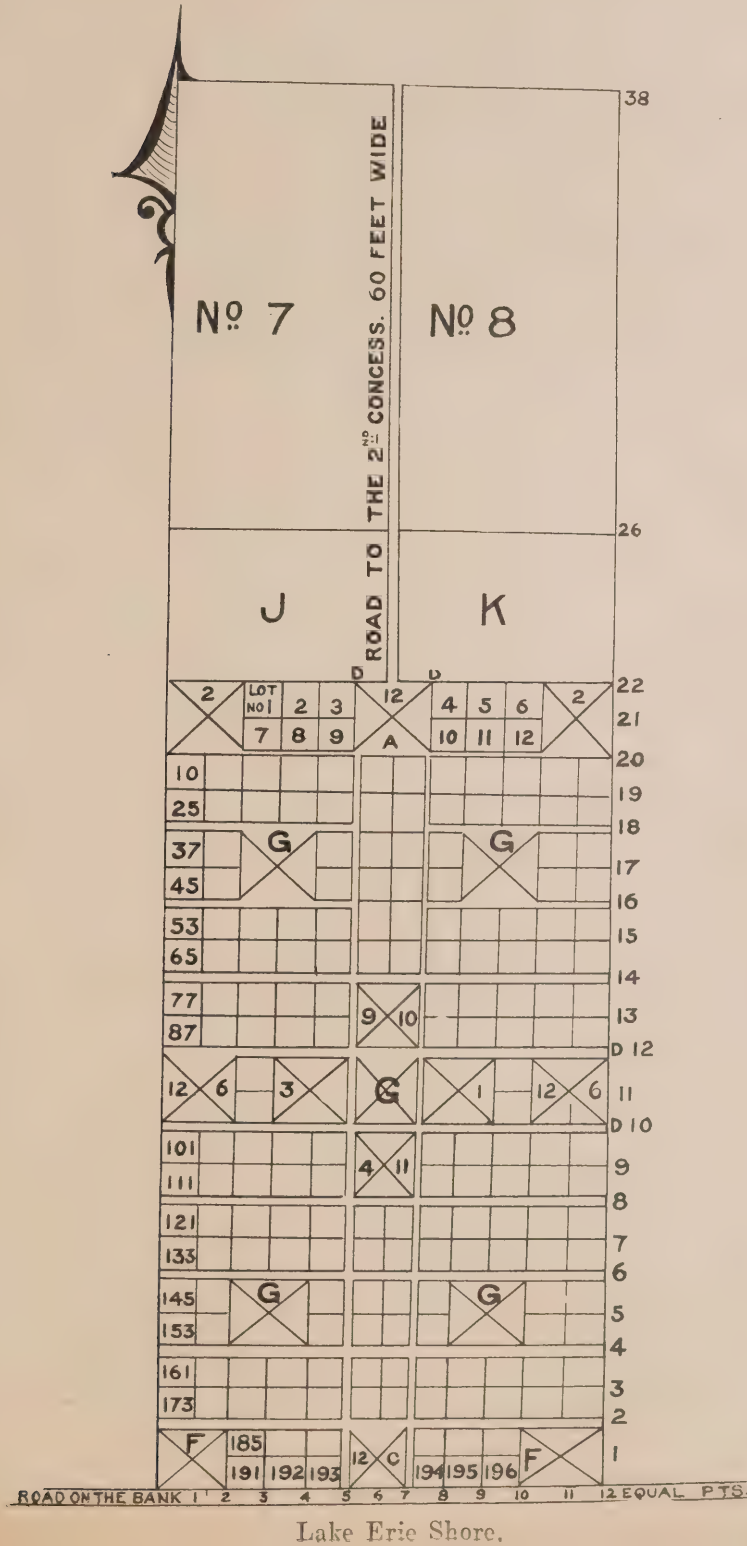 38
ROAD TO THE 2ND CONCESS. 60 FEET WIDE
No 7
No 8
26
J
K
D D
22
2 LOT No 1 2 3 12 4 5 6 2
21
7 8 9 A 10 11 12
20
10
19
25
18
37 G G
17
45
16
53
15
65
14
77
9 10 13
87
D 12
12 6 3 G 1 12 6 11
D 10
101
4 11 9
111
8
121
7
133
6
145 G G
5
153
4
161
3
173
2
F 185 12 C F 1
191 192 193 194 195 196
ROAD ON THE BANK 1 2 3 4 5 6 7 8 9 10 11 12 EQUAL PTS.
Lake Erie Shore.